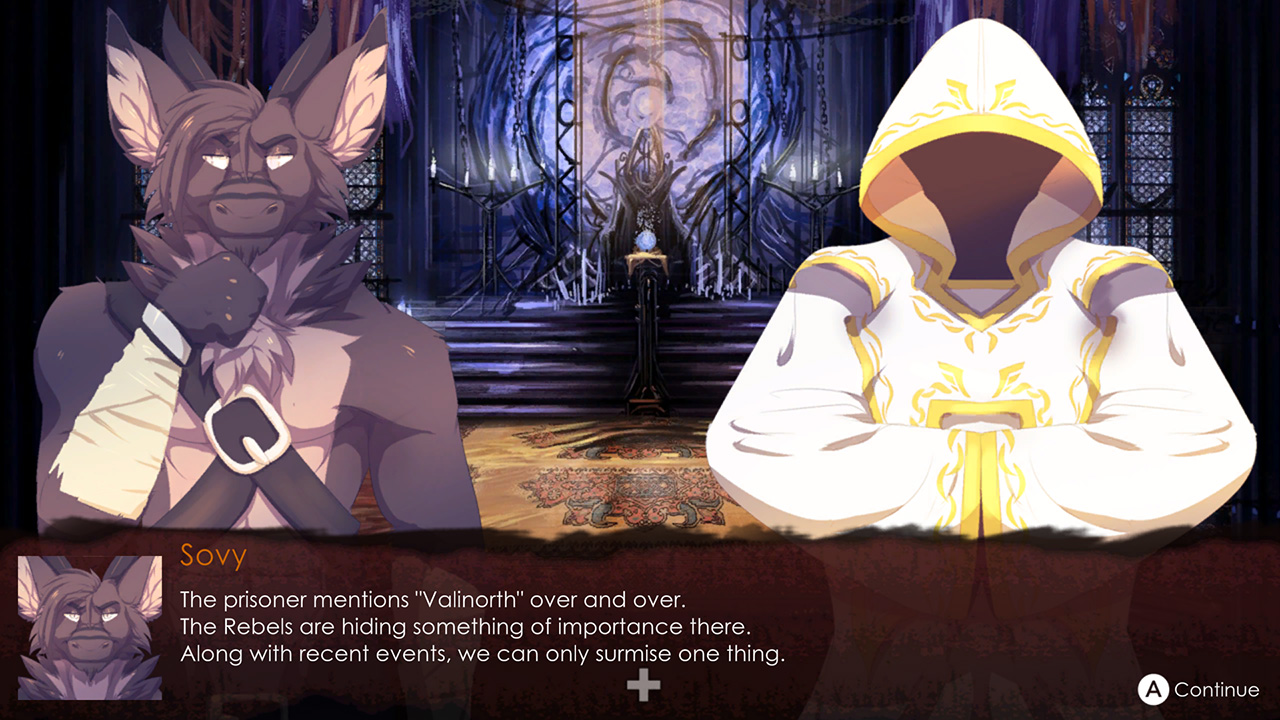 Sovy
The prisoner mentions "Valinorth" over and over.
The Rebels are hiding something of importance there.
Along with recent events, we can only surmise one thing.
A Continue